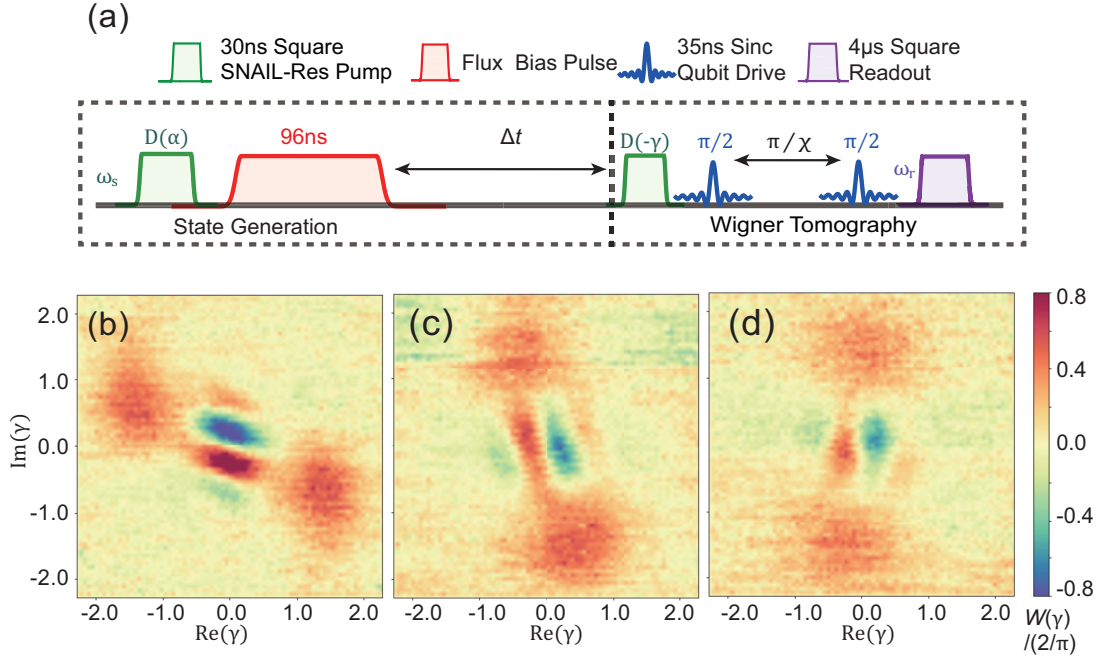 (a)
30ns Square
SNAIL-Res Pump
Flux Bias Pulse
35ns Sinc
Qubit Drive
4μs Square
Readout
D(α)
96ns
Δt
D(-γ)
π/2
π/χ
π/2
ωs
ωr
State Generation
Wigner Tomography
(b)
(c)
(d)
2.0
1.0
0.0
-1.0
-2.0
Im(γ)
-2.0 -1.0 0.0 1.0 2.0
Re(γ)
-2.0 -1.0 0.0 1.0 2.0
Re(γ)
-2.0 -1.0 0.0 1.0 2.0
Re(γ)
0.8
0.4
0.0
-0.4
-0.8
W(γ)
/(2/π)